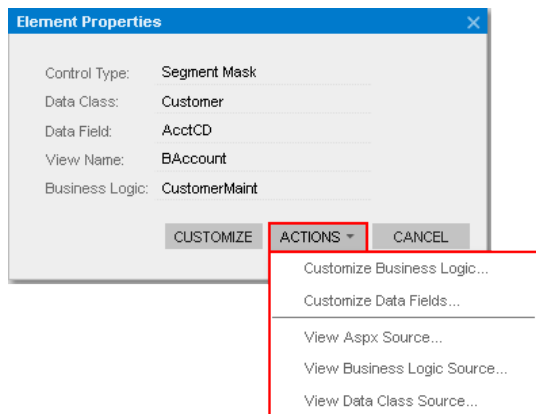 Element Properties
Control Type: Segment Mask
Data Class: Customer
Data Field: AcctCD
View Name: BAccount
Business Logic: CustomerMaint
CUSTOMIZE ACTIONS CANCEL
Customize Business Logic...
Customize Data Fields...
View Aspx Source...
View Business Logic Source...
View Data Class Source...